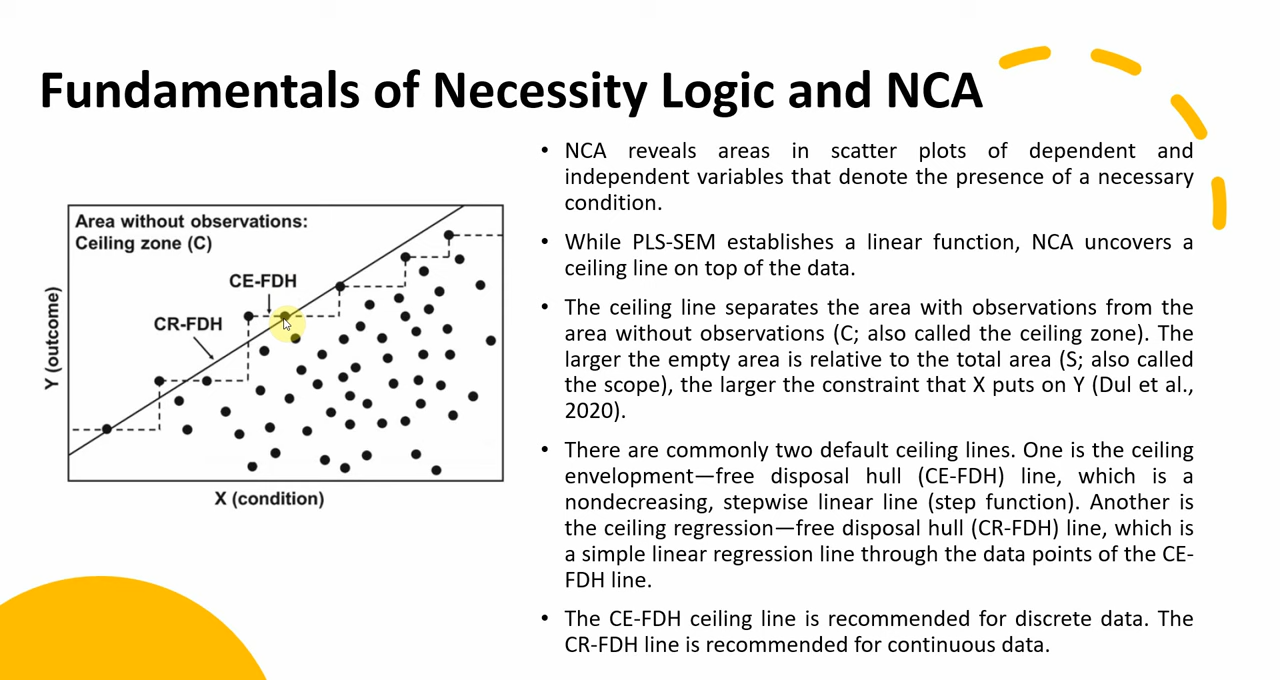 Fundamentals of Necessity Logic and NCA
Area without observations:
Ceiling zone (C)
CE-FDH
CR-FDH
Y (outcome)
X (condition)
• NCA reveals areas in scatter plots of dependent and
independent variables that denote the presence of a necessary
condition.
• While PLS-SEM establishes a linear function, NCA uncovers a
ceiling line on top of the data.
• The ceiling line separates the area with observations from the
area without observations (C; also called the ceiling zone). The
larger the empty area is relative to the total area (S; also called
the scope), the larger the constraint that X puts on Y (Dul et al.,
2020).
• There are commonly two default ceiling lines. One is the ceiling
envelopment—free disposal hull (CE-FDH) line, which is a
nondecreasing, stepwise linear line (step function). Another is
the ceiling regression—free disposal hull (CR-FDH) line, which is
a simple linear regression line through the data points of the CE-
FDH line.
• The CE-FDH ceiling line is recommended for discrete data. The
CR-FDH line is recommended for continuous data.